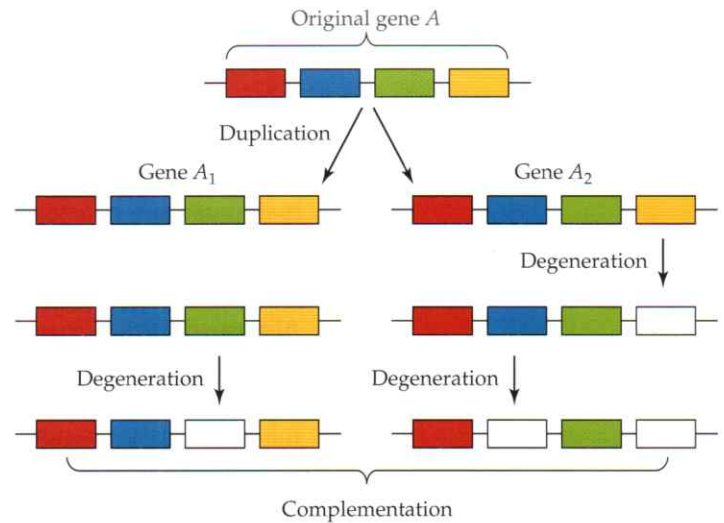 Original gene A
Duplication
Gene A₁
Gene A₂
Degeneration
Degeneration
Degeneration
Complementation